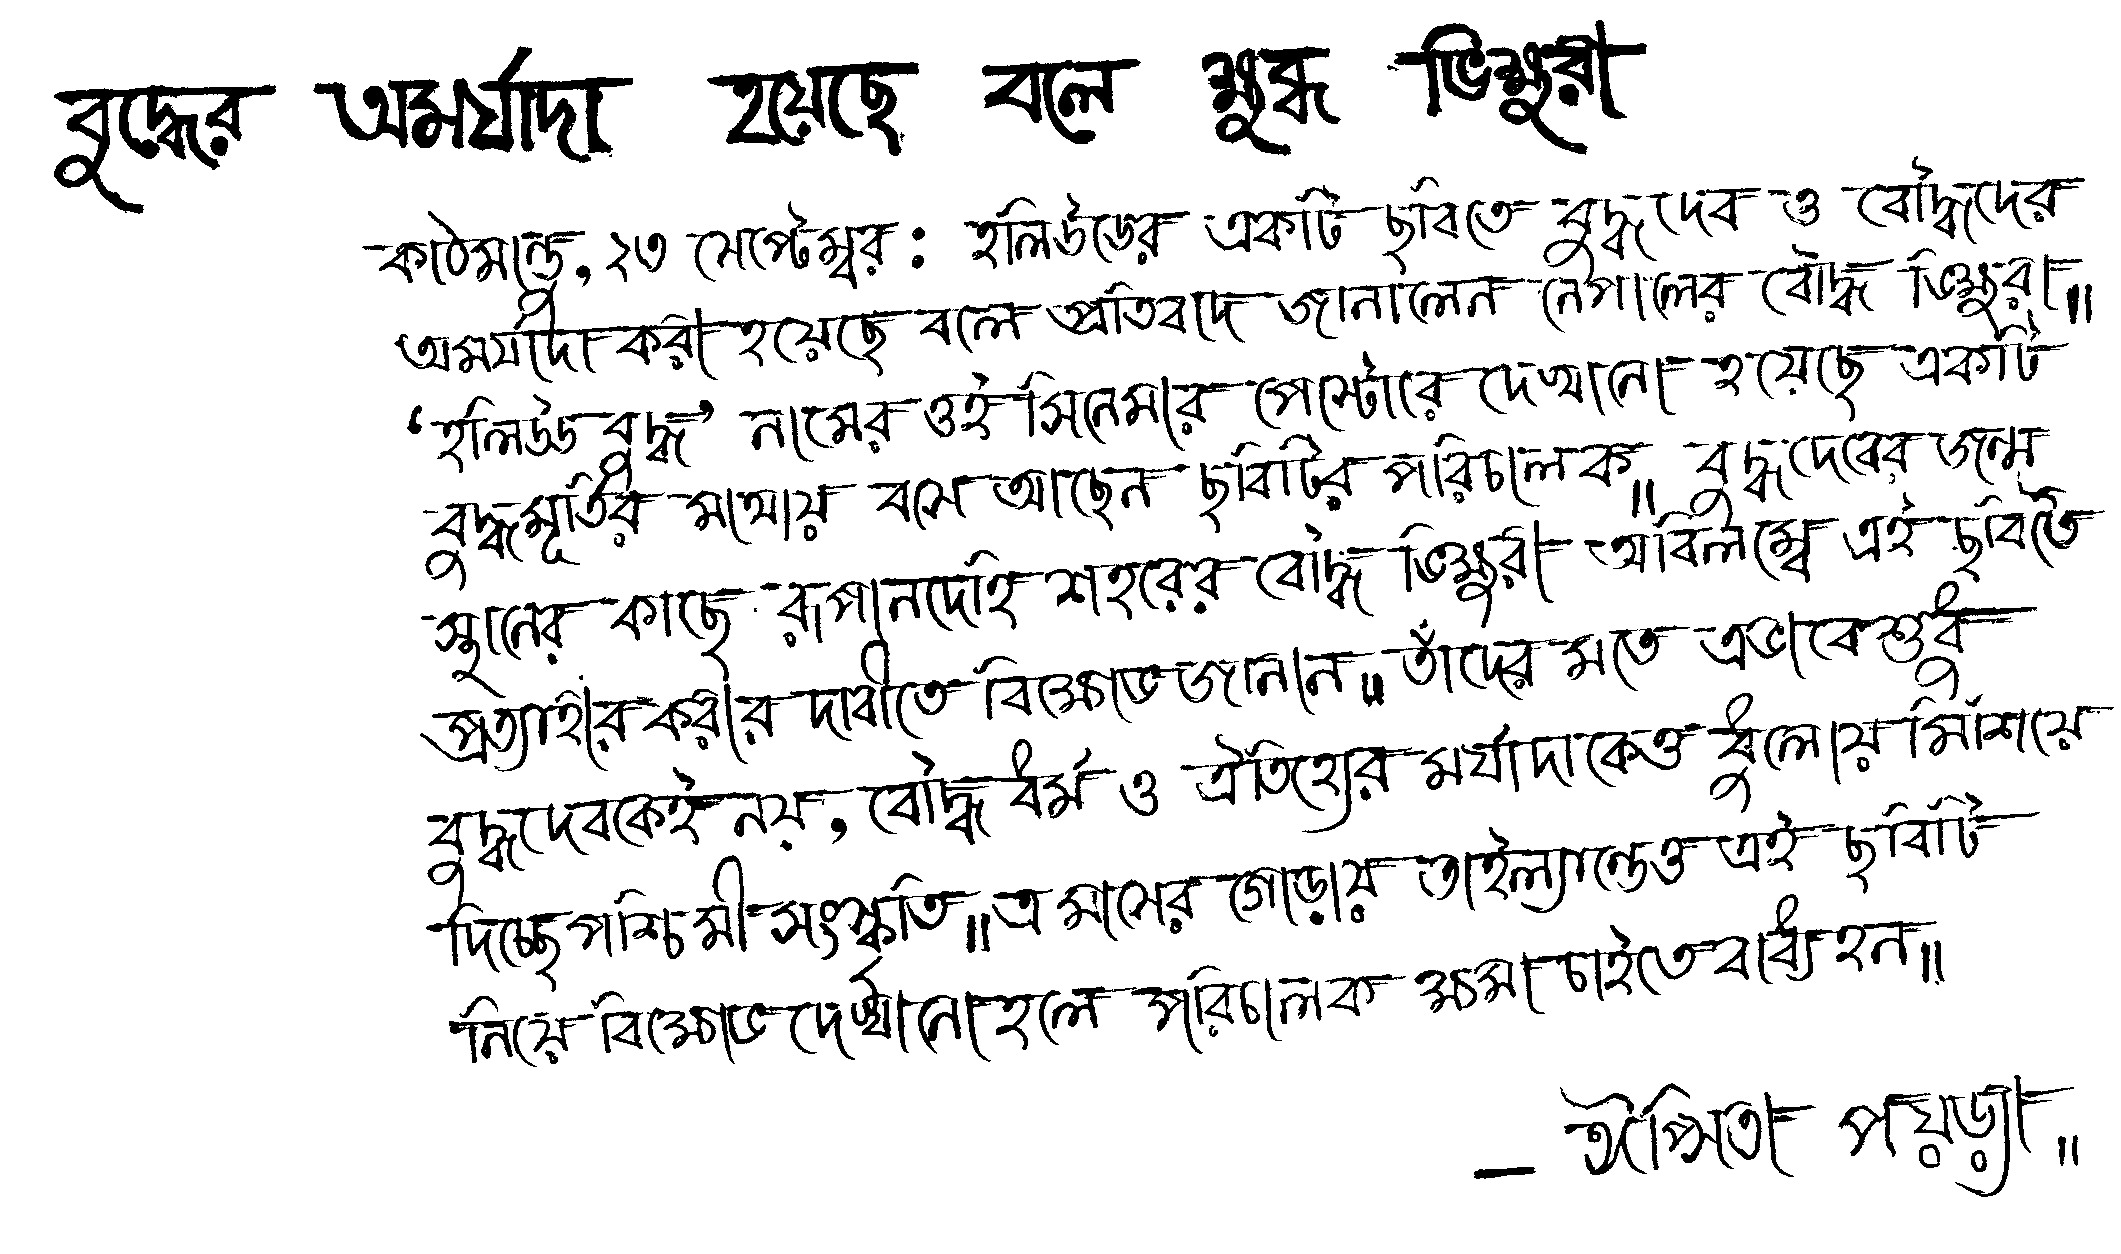 বুদ্ধের অমর্যাদা হয়েছে বলে ক্ষুব্ধ ভিক্ষুরা
কাঠমান্ডু, ২৩ সেপ্টেম্বর : হলিউডের একটি ছবিতে বুদ্ধদেব ও বৌদ্ধদের
অমর্যাদা করা হয়েছে বলে প্রতিবাদ জানালেন নেপালের বৌদ্ধ ভিক্ষুরা॥
‘হলিউড বুদ্ধ’ নামের ওই সিনেমার পোস্টারে দেখানো হয়েছে একটি
বুদ্ধমূর্তির মাথায় বসে আছেন ছবিটির পরিচালক॥ বুদ্ধদেবের জন্ম
স্থানের কাছে রূপানদেহি শহরের বৌদ্ধ ভিক্ষুরা অবিলম্বে এই ছবিটি
প্রত্যাহার করার দাবীতে বিক্ষোভ জানান॥ তাঁদের মতে এভাবে শুধু
বুদ্ধদেবকেই নয়, বৌদ্ধ ধর্ম ও ঐতিহ্যের মর্যাদাকেও ধুলোয় মিশিয়ে
দিচ্ছে পশ্চিমী সংস্কৃতি॥ এ মাসের গোড়ায় তাইল্যান্ডেও এই ছবিটি
নিয়ে বিক্ষোভ দেখানো হলে পরিচালক ক্ষমা চাইতে বাধ্য হন॥
— ঈপ্সিতা পয়ড়্যা॥